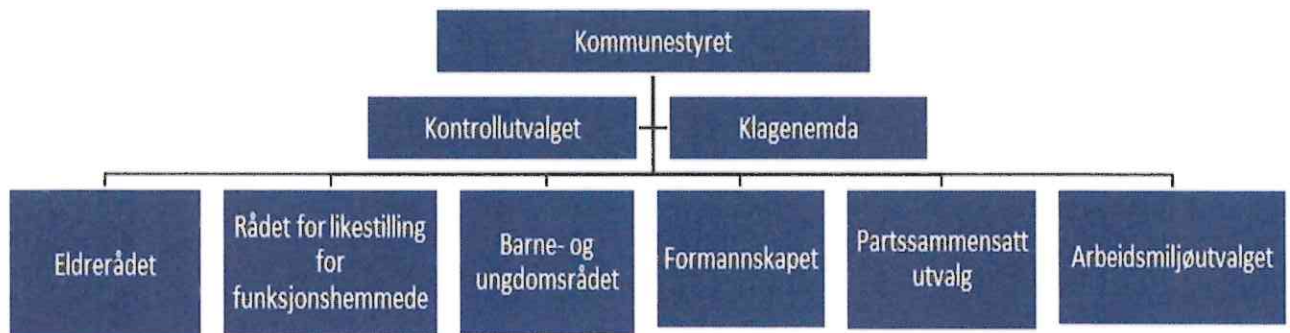 Kommunestyret
Kontrollutvalget
Klagenemda
Eldrerådet
Rådet for likestilling
for
funksjonshemmede
Barne- og
ungdomsrådet
Formannskapet
Partssammensatt
utvalg
Arbeidsmiljøutvalget